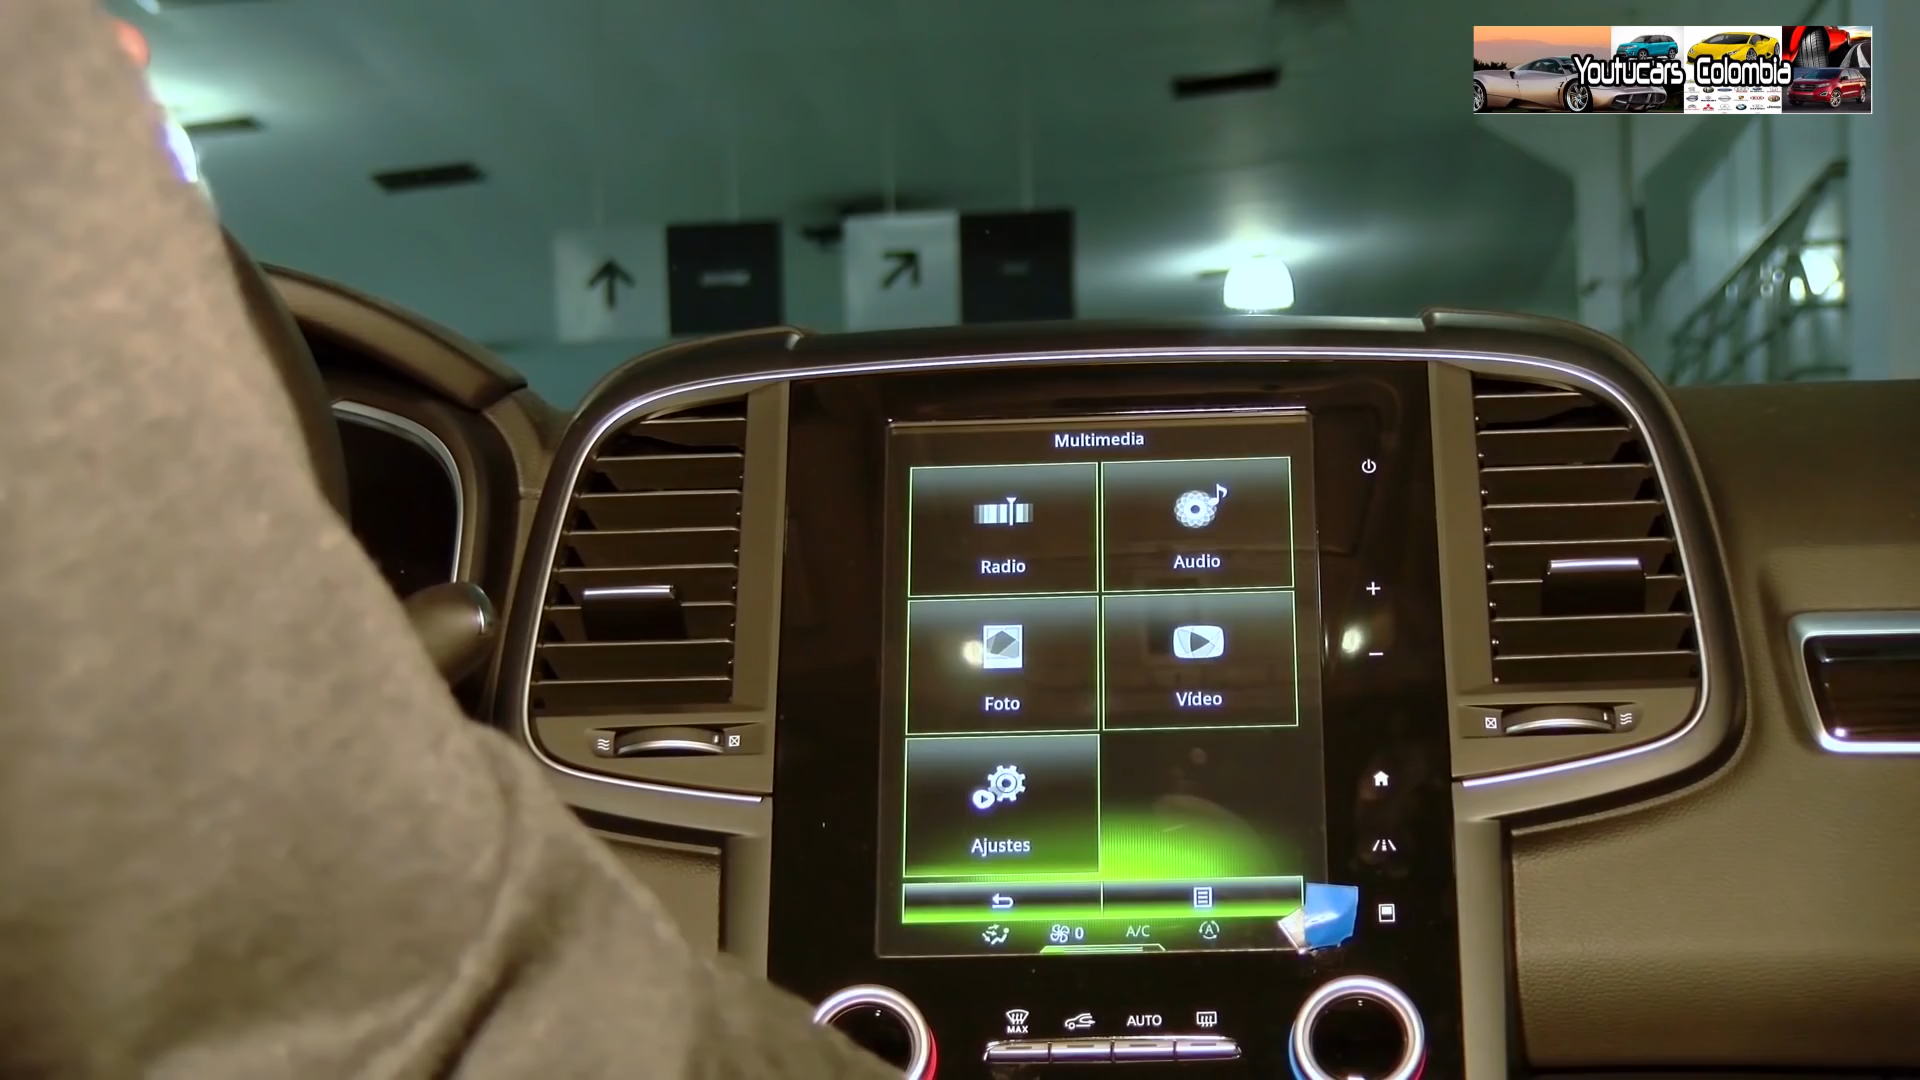 Youtucars Colombia
Multimedia
Radio
Audio
Foto
Vídeo
Ajustes
0
A/C
A
MAX
AUTO